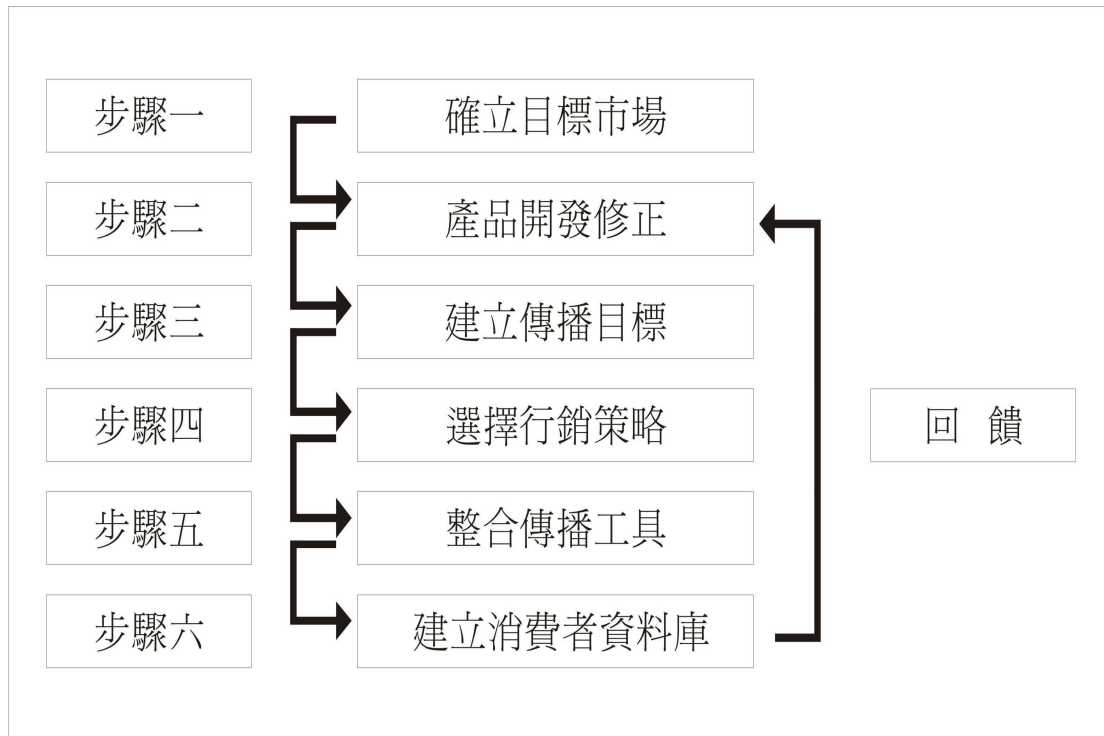 步驟一 確立目標市場
步驟二 產品開發修正
步驟三 建立傳播目標
步驟四 選擇行銷策略 回 饋
步驟五 整合傳播工具
步驟六 建立消費者資料庫